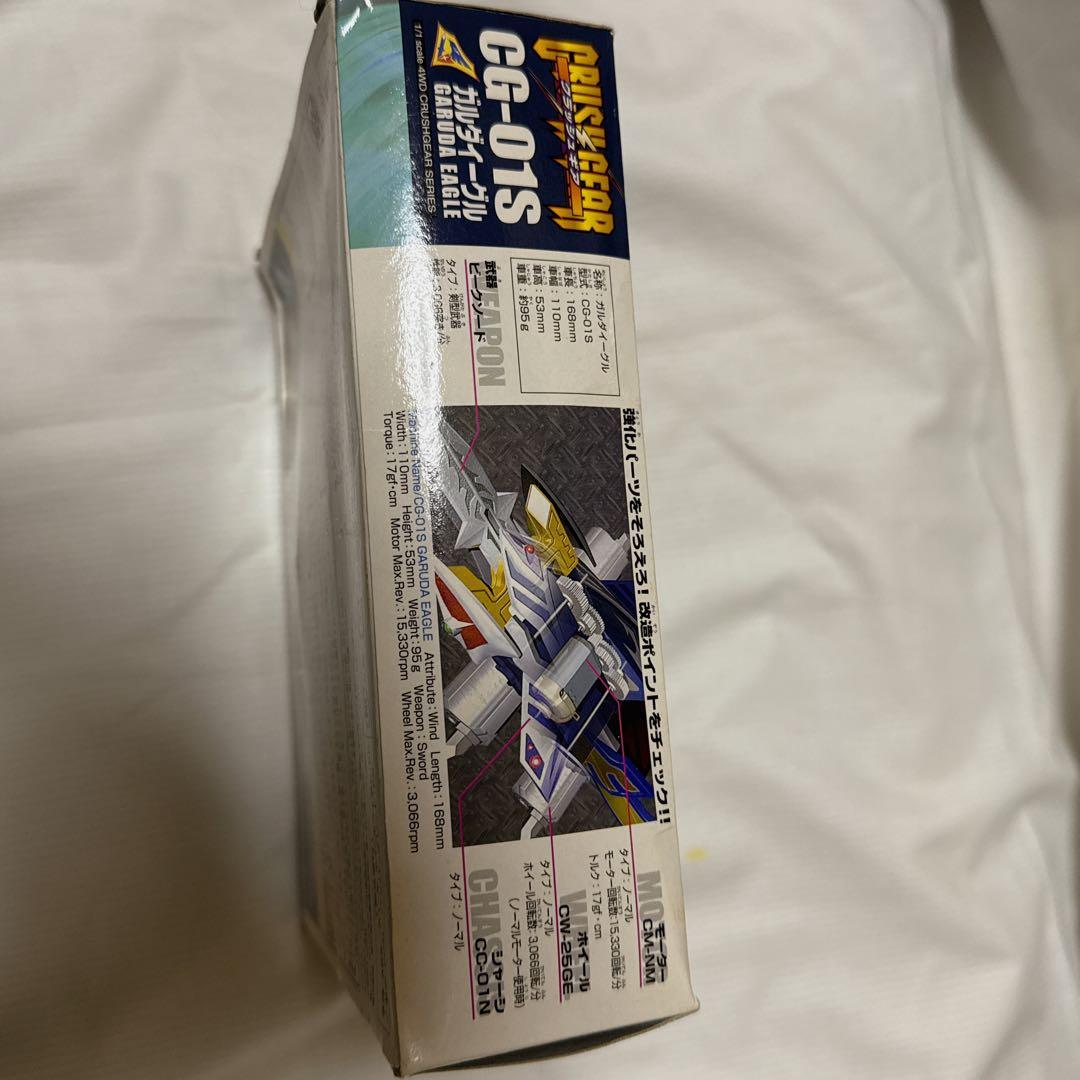 CRUSH GEAR
クラッシュギア
CG-01S
ガルダイーグル
GARUDA EAGLE
1/1 scale 4WD CRUSHGEAR SERIES
名称：ガルダイーグル
型式：CG-01S
車長：168mm
車幅：110mm
車高：53mm
車重：約95g
WEAPON
武器
ビークソード
タイプ：剣型武器
3,066突き/分
強化パーツをそろえろ！改造ポイントをチェック！！
Machine Name/CG-01S GARUDA EAGLE Attribute：Wind Length：168mm
Width：110mm Height：53mm Weight：95g Weapon：Sword
Torque：17gf·cm Motor Max.Rev.：15,330rpm Wheel Max.Rev.：3,066rpm
モーター
CM-NM
タイプ：ノーマル
モーター回転数：15,330回転/分
トルク：17gf・cm
ホイール
CW-25GE
タイプ：ノーマル
ホイール回転数：3,066回転/分
（ノーマルモーター使用時）
シャーシ
CC-01N
タイプ：ノーマル